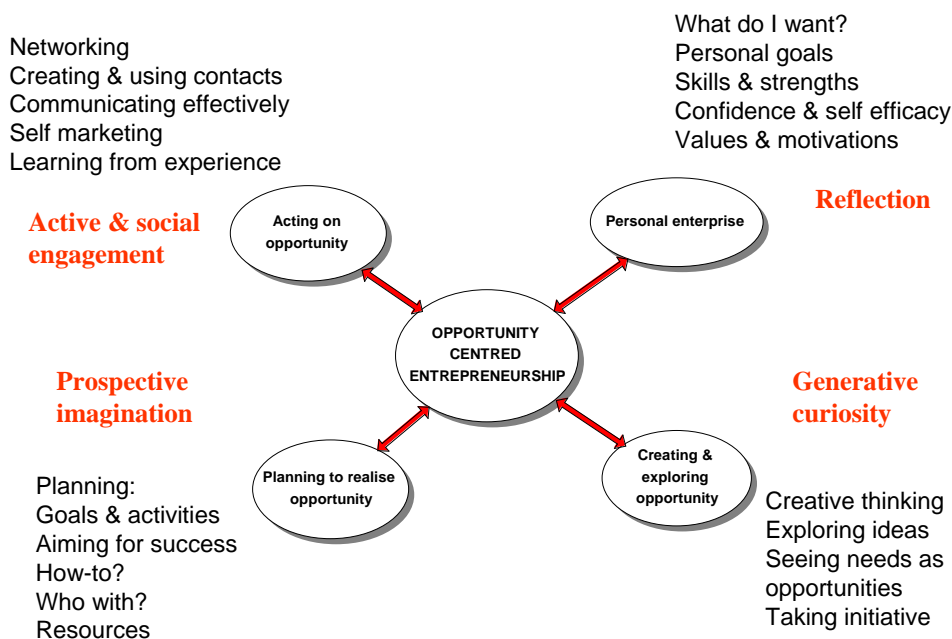 Networking
Creating & using contacts
Communicating effectively
Self marketing
Learning from experience
What do I want?
Personal goals
Skills & strengths
Confidence & self efficacy
Values & motivations
Active & social
engagement
Acting on
opportunity
Personal enterprise
Reflection
OPPORTUNITY
CENTRED
ENTREPRENEURSHIP
Prospective
imagination
Generative
curiosity
Planning to realise
opportunity
Creating &
exploring
opportunity
Planning:
Goals & activities
Aiming for success
How-to?
Who with?
Resources
Creative thinking
Exploring ideas
Seeing needs as
opportunities
Taking initiative